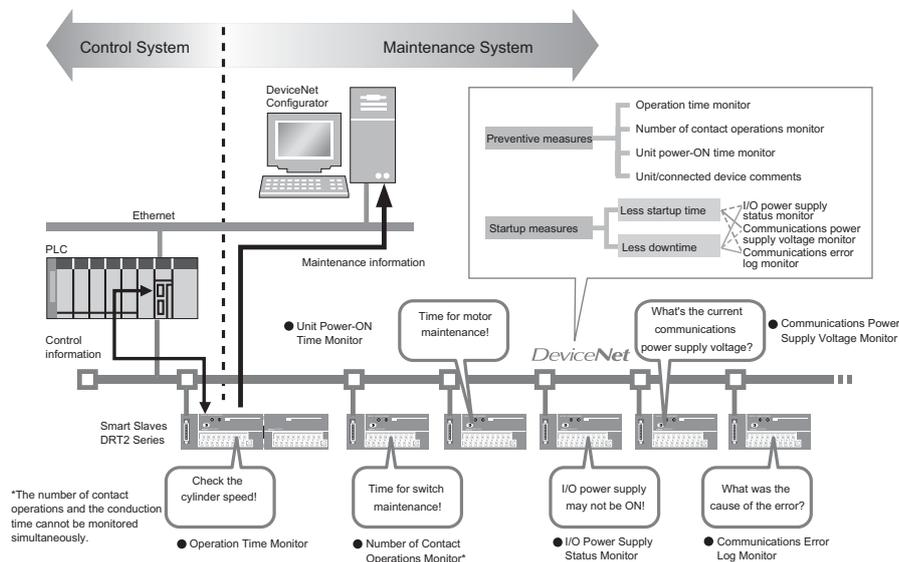 Control System
Maintenance System
DeviceNet
Configurator
Operation time monitor
Preventive measures
Number of contact operations monitor
Unit power-ON time monitor
Unit/connected device comments
Startup measures
Less startup time
Less downtime
I/O power supply
status monitor
Communications power
supply voltage monitor
Communications error
log monitor
Ethernet
PLC
Maintenance information
Control
information
● Unit Power-ON
Time Monitor
Time for motor
maintenance!
DeviceNet
What's the current
communications
power supply voltage?
● Communications Power
Supply Voltage Monitor
Smart Slaves
DRT2 Series
Check the
cylinder speed!
Time for switch
maintenance!
I/O power supply
may not be ON!
What was the
cause of the error?
*The number of contact
operations and the conduction
time cannot be monitored
simultaneously.
● Operation Time Monitor
● Number of Contact
Operations Monitor*
● I/O Power Supply
Status Monitor
● Communications Error
Log Monitor